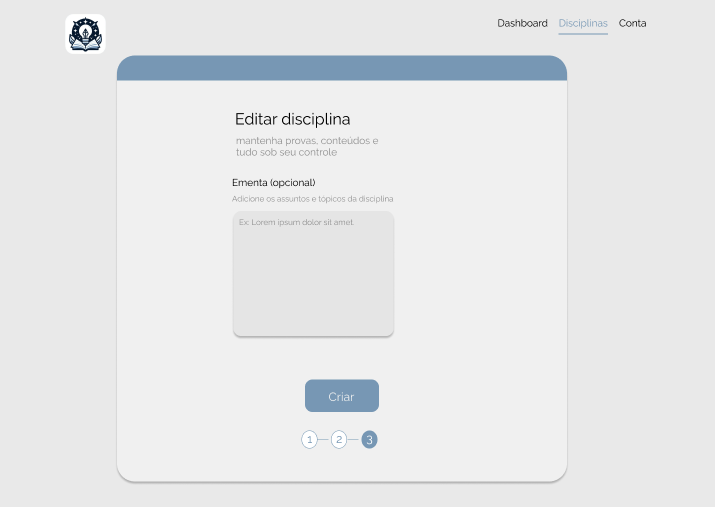 Dashboard Disciplinas Conta
Editar disciplina
mantenha provas, conteúdos e
tudo sob seu controle
Ementa (opcional)
Adicione os assuntos e tópicos da disciplina
Ex: Lorem ipsum dolor sit amet.
Criar
1 2 3